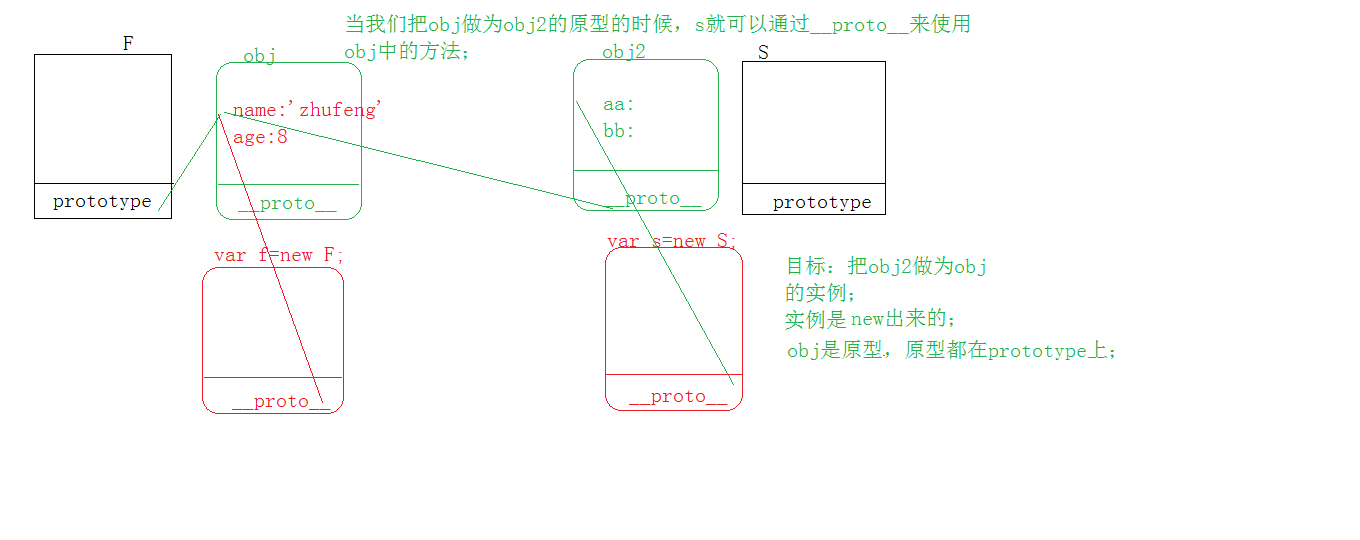 当我们把obj做为obj2的原型的时候，s就可以通过__proto__来使用
obj中的方法；
F
obj
obj2
S
name:'zhufeng'
age:8
aa:
bb:
prototype
__proto__
__proto__
prototype
var f=new F;
var s=new S;
__proto__
__proto__
目标：把obj2做为obj
的实例；
实例是new出来的；
obj是原型，原型都在prototype上；